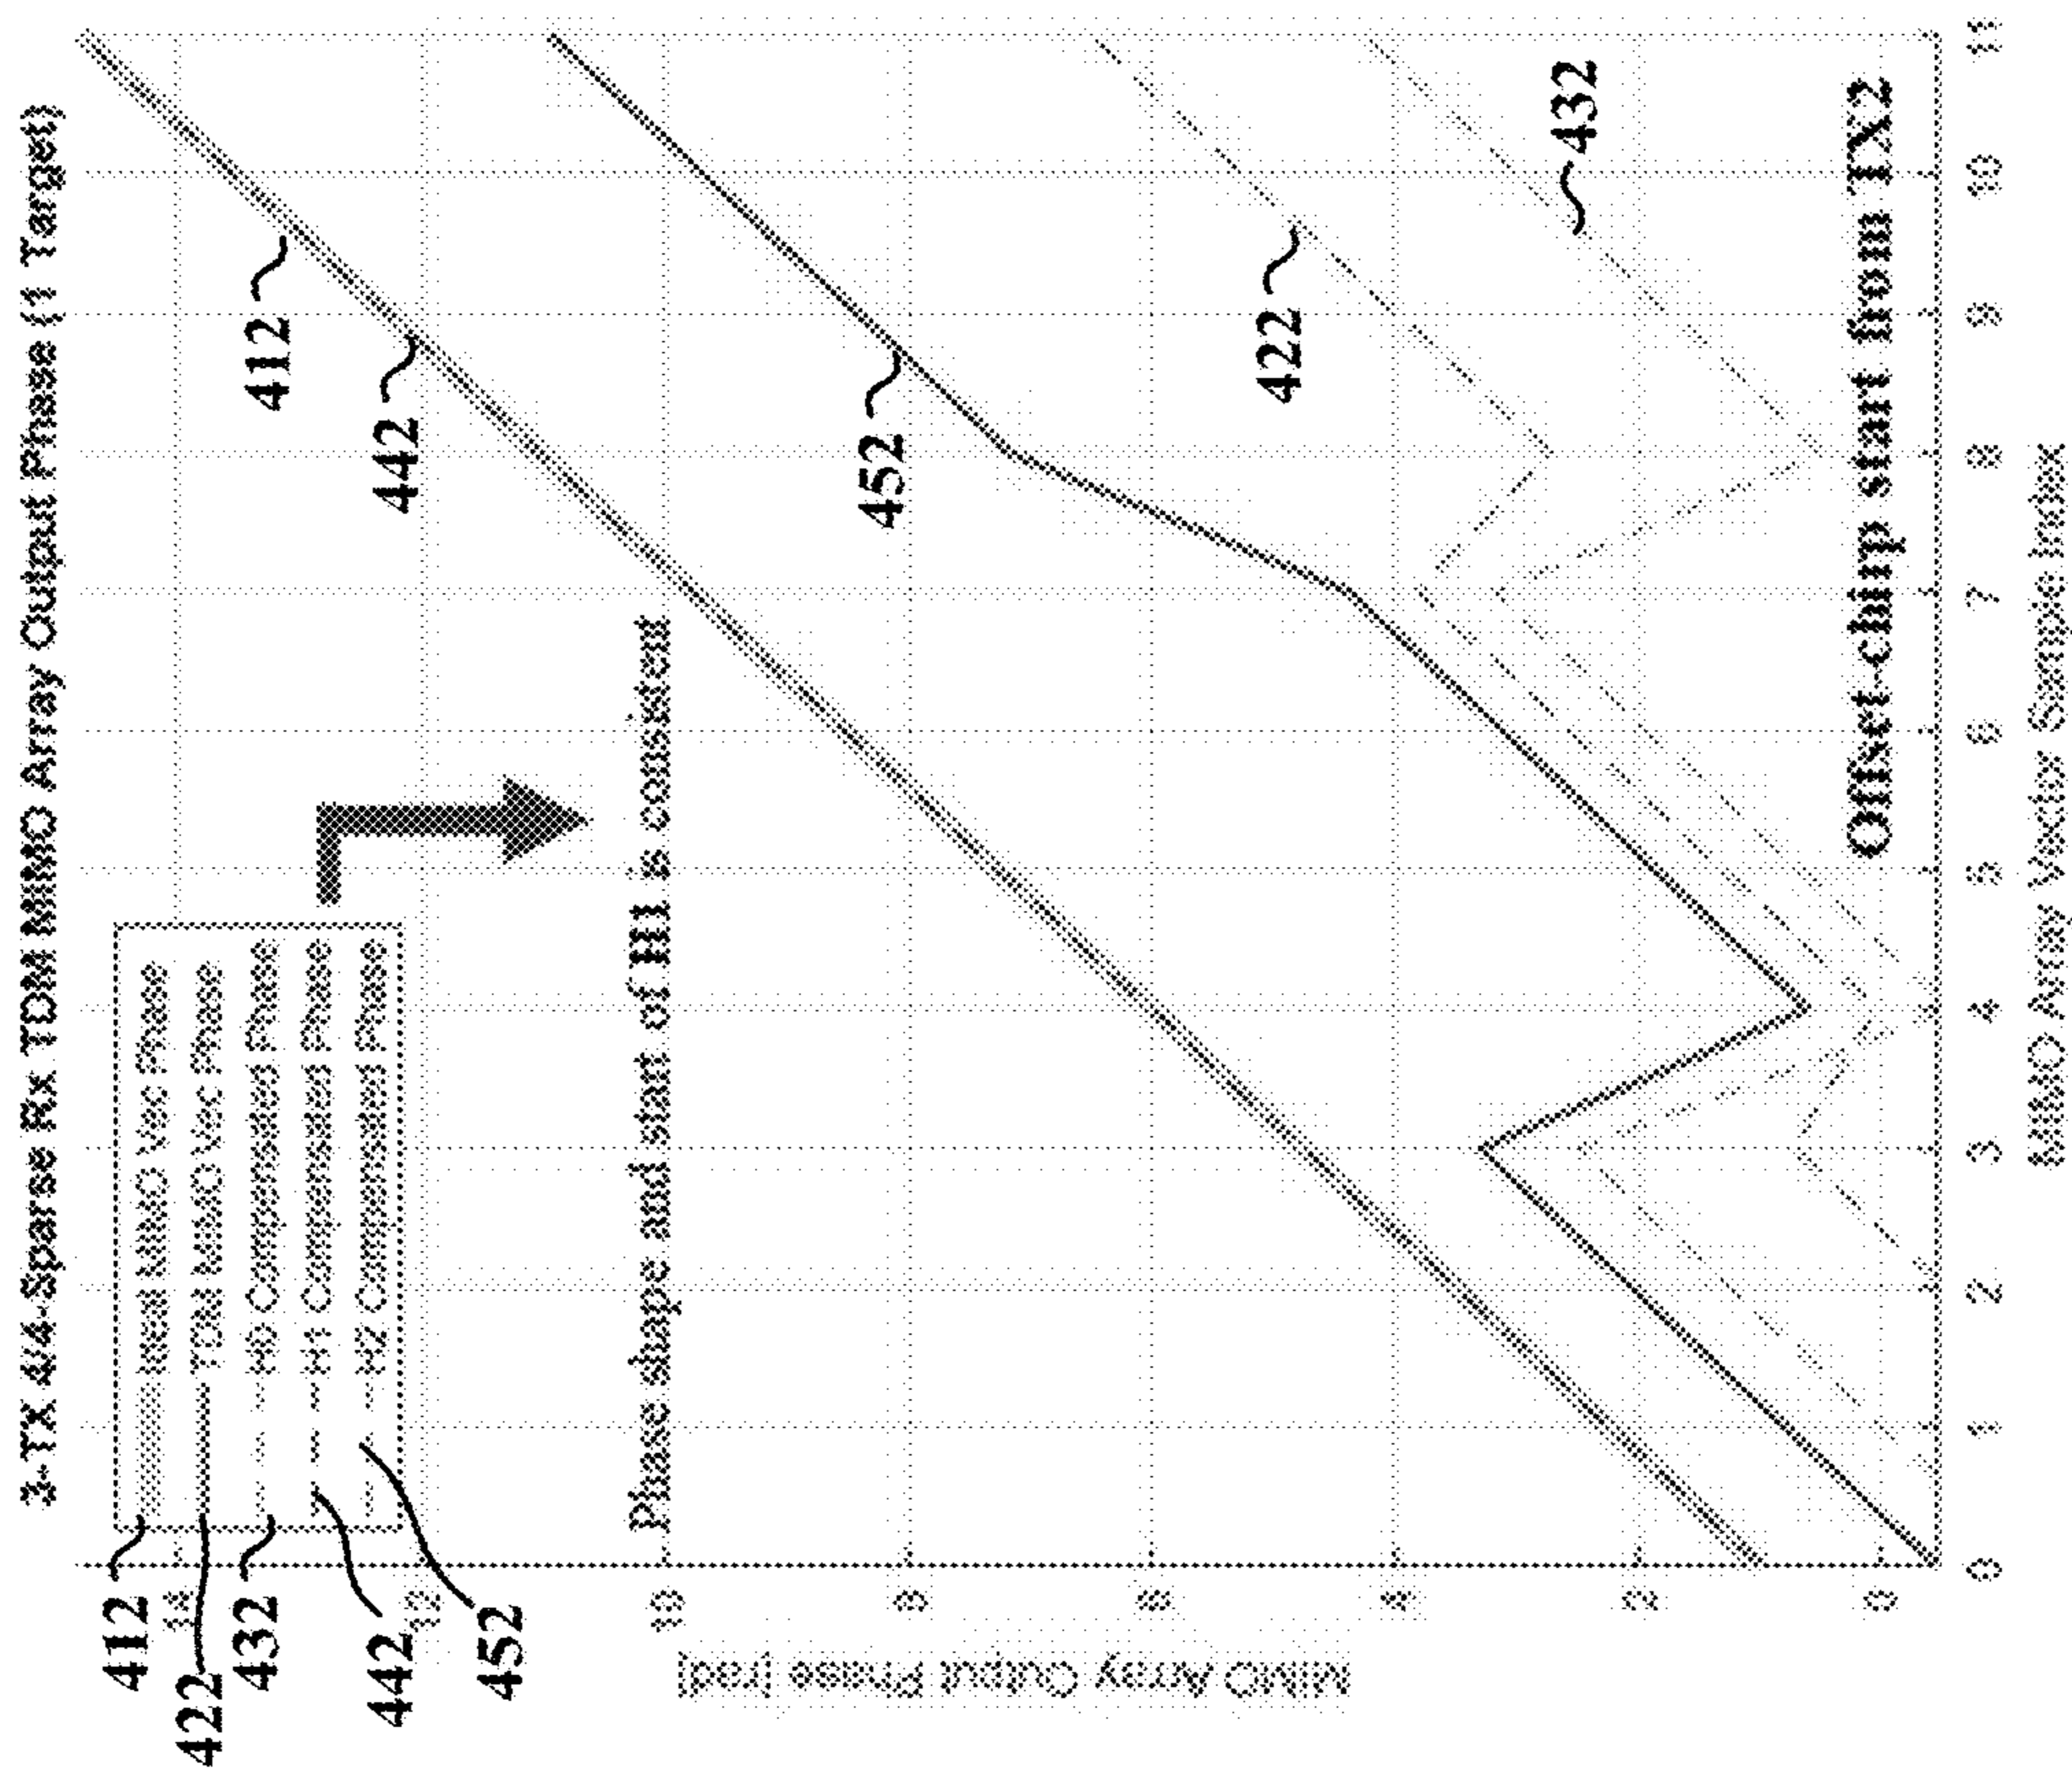 3-TX 4/4-Sparse Rx TDM MIMO Array Output Phase (1 Target)
412
422
432
442
452
Ideal MIMO Vec Phase
TDM MIMO Vec Phase
H0 Compensated Phase
H1 Compensated Phase
H2 Compensated Phase
Phase shape and start of H1 is consistent
412
442
452
422
432
Offset-chirp start from TX2
MIMO Array Output Phase [rad]
14
12
10
8
6
4
2
0
0 1 2 3 4 5 6 7 8 9 10 11
MIMO Array Vector Sample Index